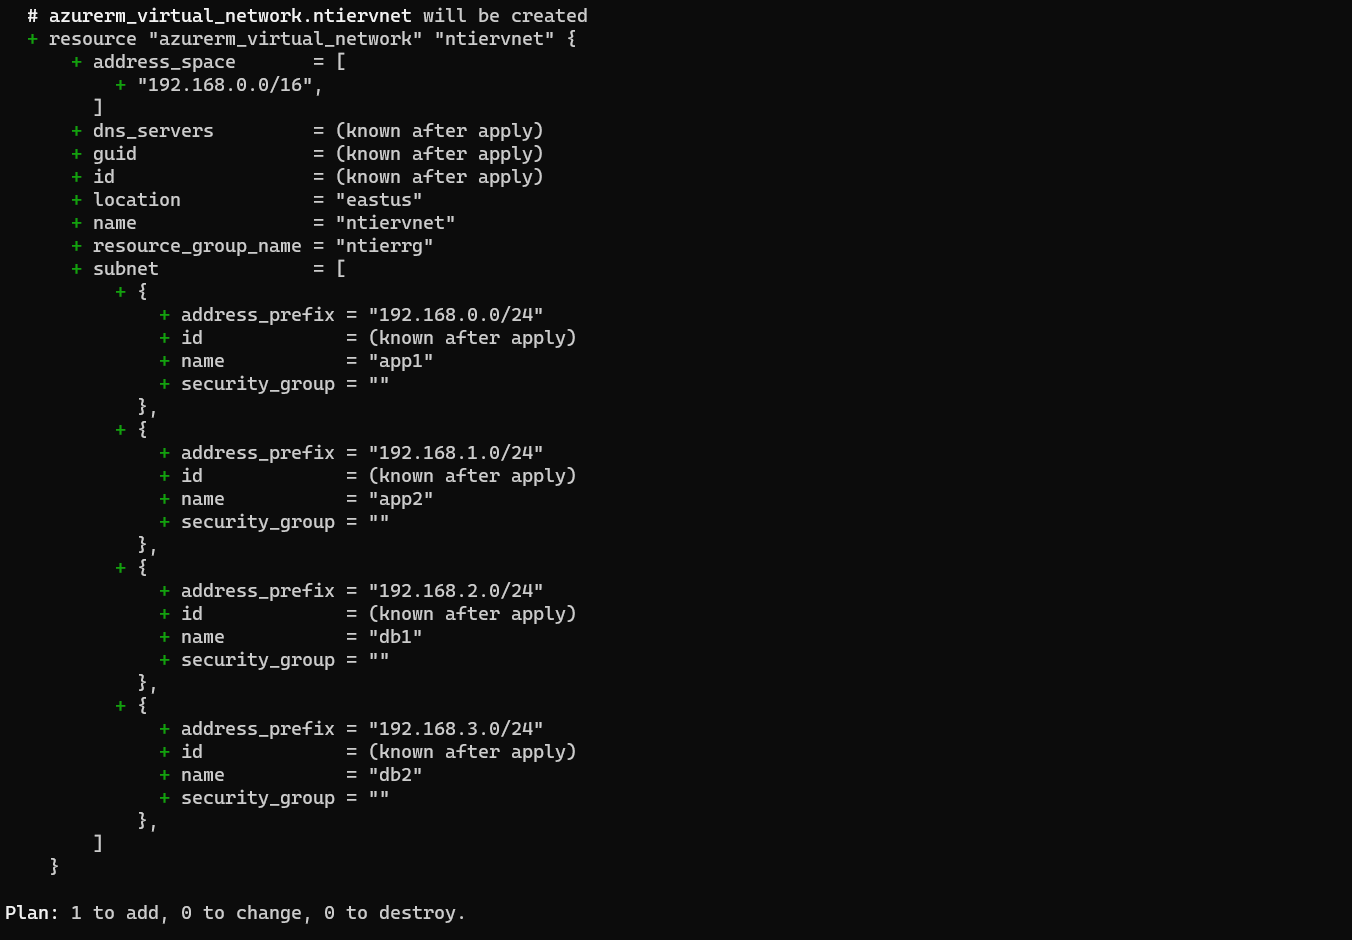 # azurerm_virtual_network.ntiervnet will be created
  + resource "azurerm_virtual_network" "ntiervnet" {
      + address_space       = [
          + "192.168.0.0/16",
        ]
      + dns_servers         = (known after apply)
      + guid                = (known after apply)
      + id                  = (known after apply)
      + location            = "eastus"
      + name                = "ntiervnet"
      + resource_group_name = "ntierrg"
      + subnet              = [
          + {
              + address_prefix = "192.168.0.0/24"
              + id             = (known after apply)
              + name           = "app1"
              + security_group = ""
            },
          + {
              + address_prefix = "192.168.1.0/24"
              + id             = (known after apply)
              + name           = "app2"
              + security_group = ""
            },
          + {
              + address_prefix = "192.168.2.0/24"
              + id             = (known after apply)
              + name           = "db1"
              + security_group = ""
            },
          + {
              + address_prefix = "192.168.3.0/24"
              + id             = (known after apply)
              + name           = "db2"
              + security_group = ""
            },
        ]
    }

Plan: 1 to add, 0 to change, 0 to destroy.